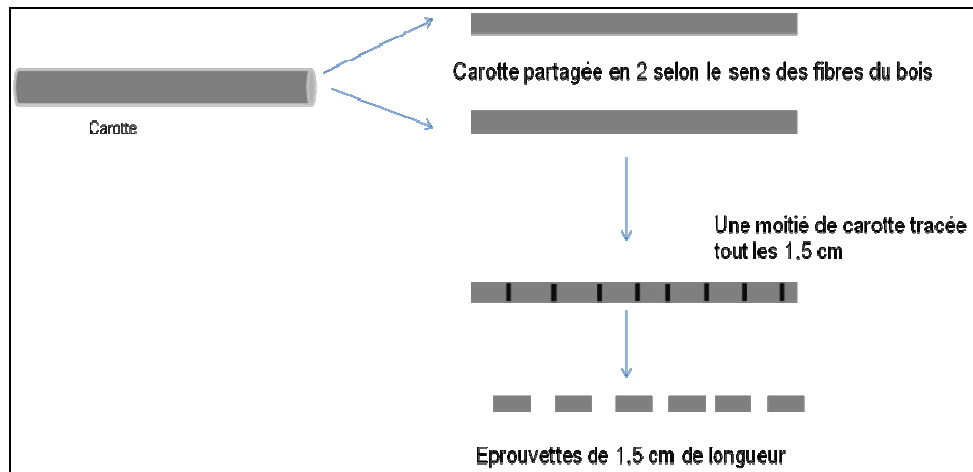 Carotte partagée en 2 selon le sens des fibres du bois
Carotte
Une moitié de carotte tracée
tout les 1,5 cm
Eprouvettes de 1,5 cm de longueur